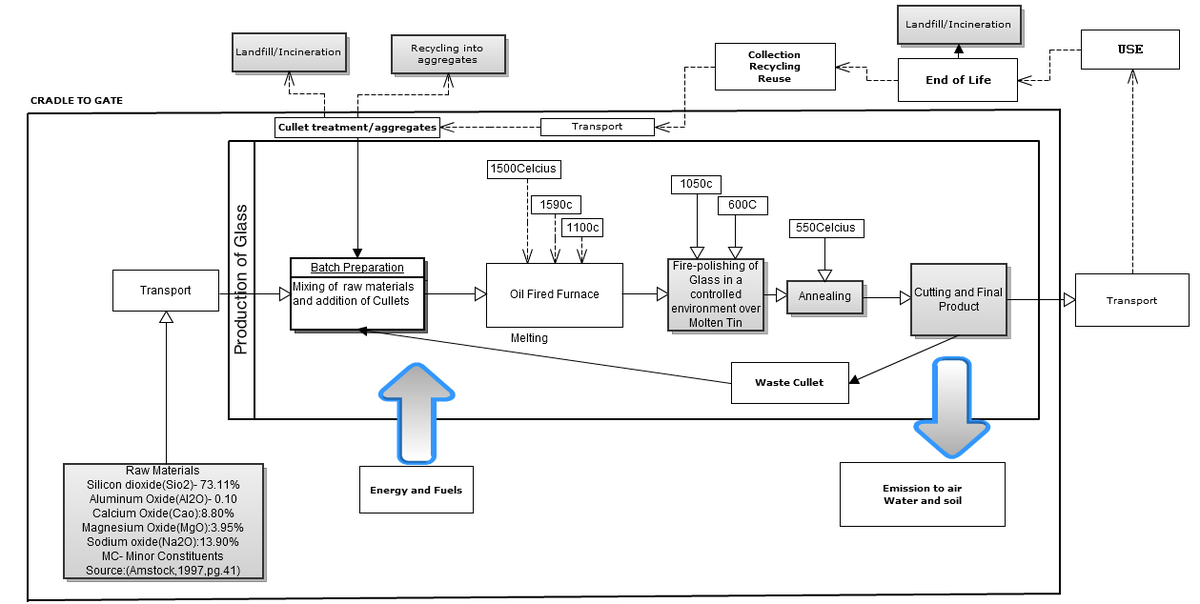 Landfill/Incineration
Recycling into
aggregates
Collection
Recycling
Reuse
Landfill/Incineration
End of Life
USE
CRADLE TO GATE
Cullet treatment/aggregates
Transport
Production of Glass
1500Celcius
1590c
1100c
1050c
600C
550Celcius
Transport
Batch Preparation
Mixing of raw materials
and addition of Cullets
Oil Fired Furnace
Melting
Fire-polishing of
Glass in a
controlled
environment over
Molten Tin
Annealing
Cutting and Final
Product
Transport
Waste Cullet
Raw Materials
Silicon dioxide(Sio2)- 73.11%
Aluminum Oxide(Al2O)- 0.10
Calcium Oxide(Cao):8.80%
Magnesium Oxide(MgO):3.95%
Sodium oxide(Na2O):13.90%
MC- Minor Constituents
Source:(Amstock,1997,pg.41)
Energy and Fuels
Emission to air
Water and soil